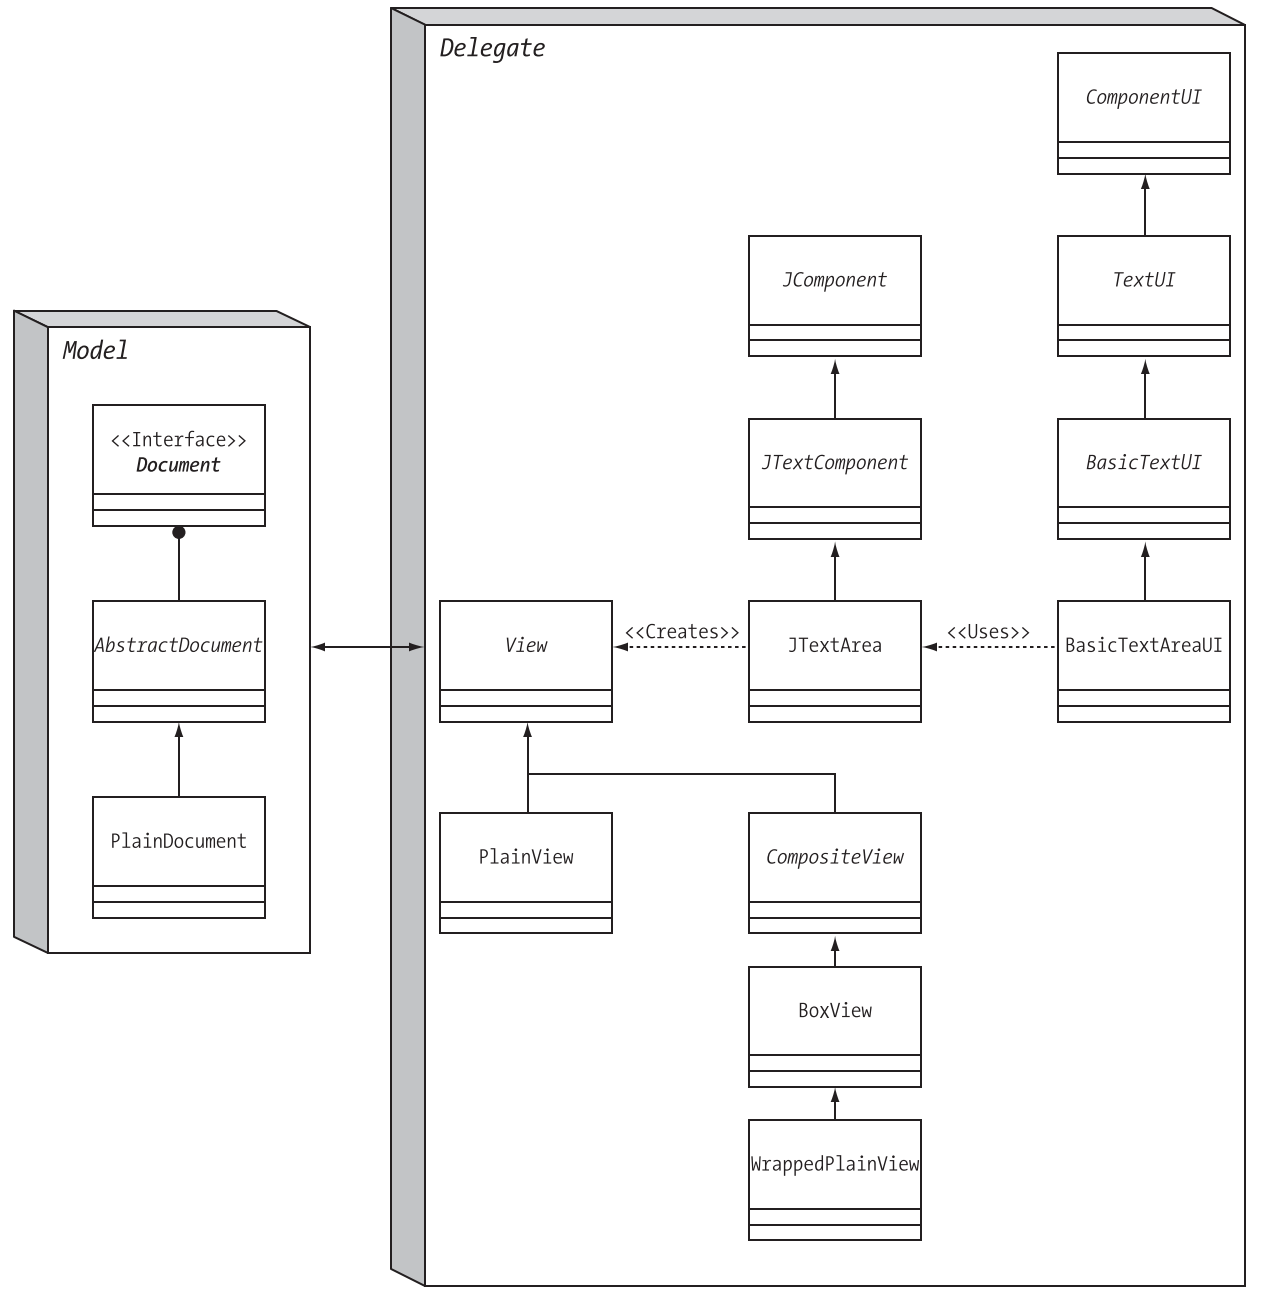 Delegate
ComponentUI
JComponent
TextUI
Model
<<Interface>>
Document
JTextComponent
BasicTextUI
AbstractDocument
View
<<Creates>>
JTextArea
<<Uses>>
BasicTextAreaUI
PlainDocument
PlainView
CompositeView
BoxView
WrappedPlainView